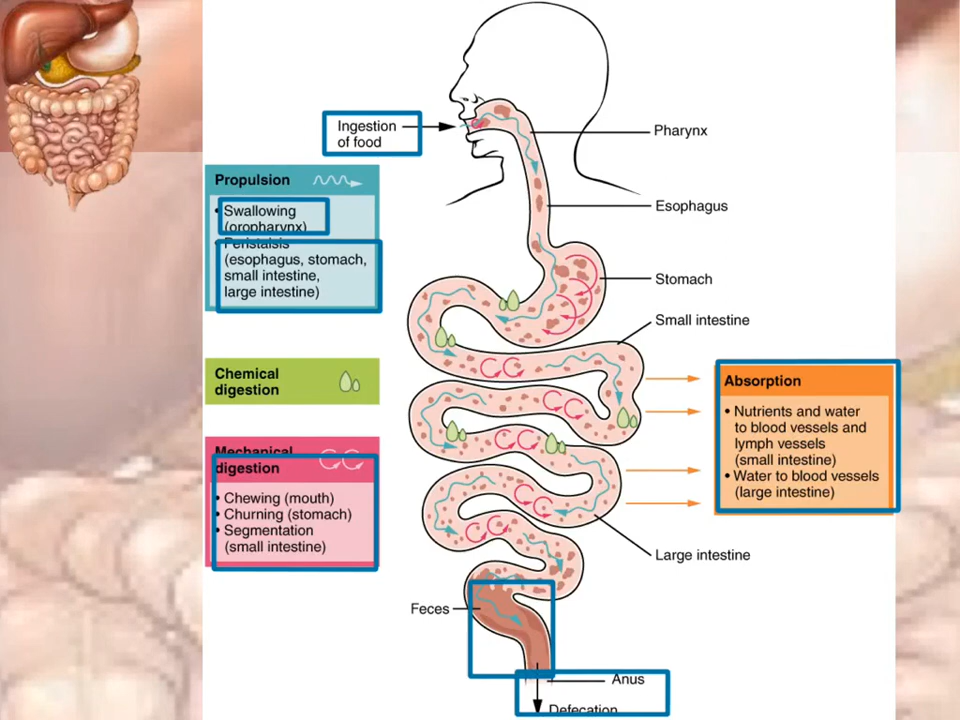 Ingestion
of food
Pharynx
Propulsion
• Swallowing
(oropharynx)
• Peristalsis
(esophagus, stomach,
small intestine,
large intestine)
Esophagus
Stomach
Small intestine
Chemical
digestion
Absorption
• Nutrients and water
to blood vessels and
lymph vessels
(small intestine)
• Water to blood vessels
(large intestine)
Mechanical
digestion
• Chewing (mouth)
• Churning (stomach)
• Segmentation
(small intestine)
Large intestine
Feces
Anus
Defecation